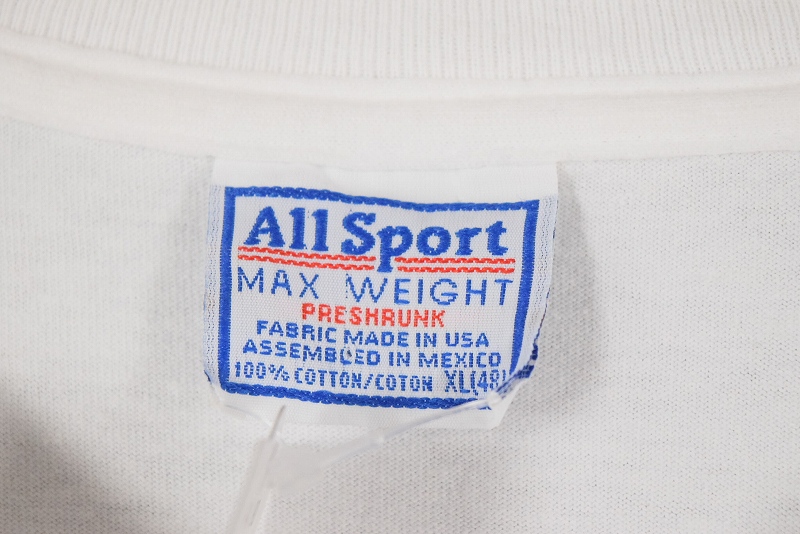 All Sport
MAX WEIGHT
PRESHRUNK
FABRIC MADE IN USA
ASSEMBLED IN MEXICO
100% COTTON/COTON XL(48)